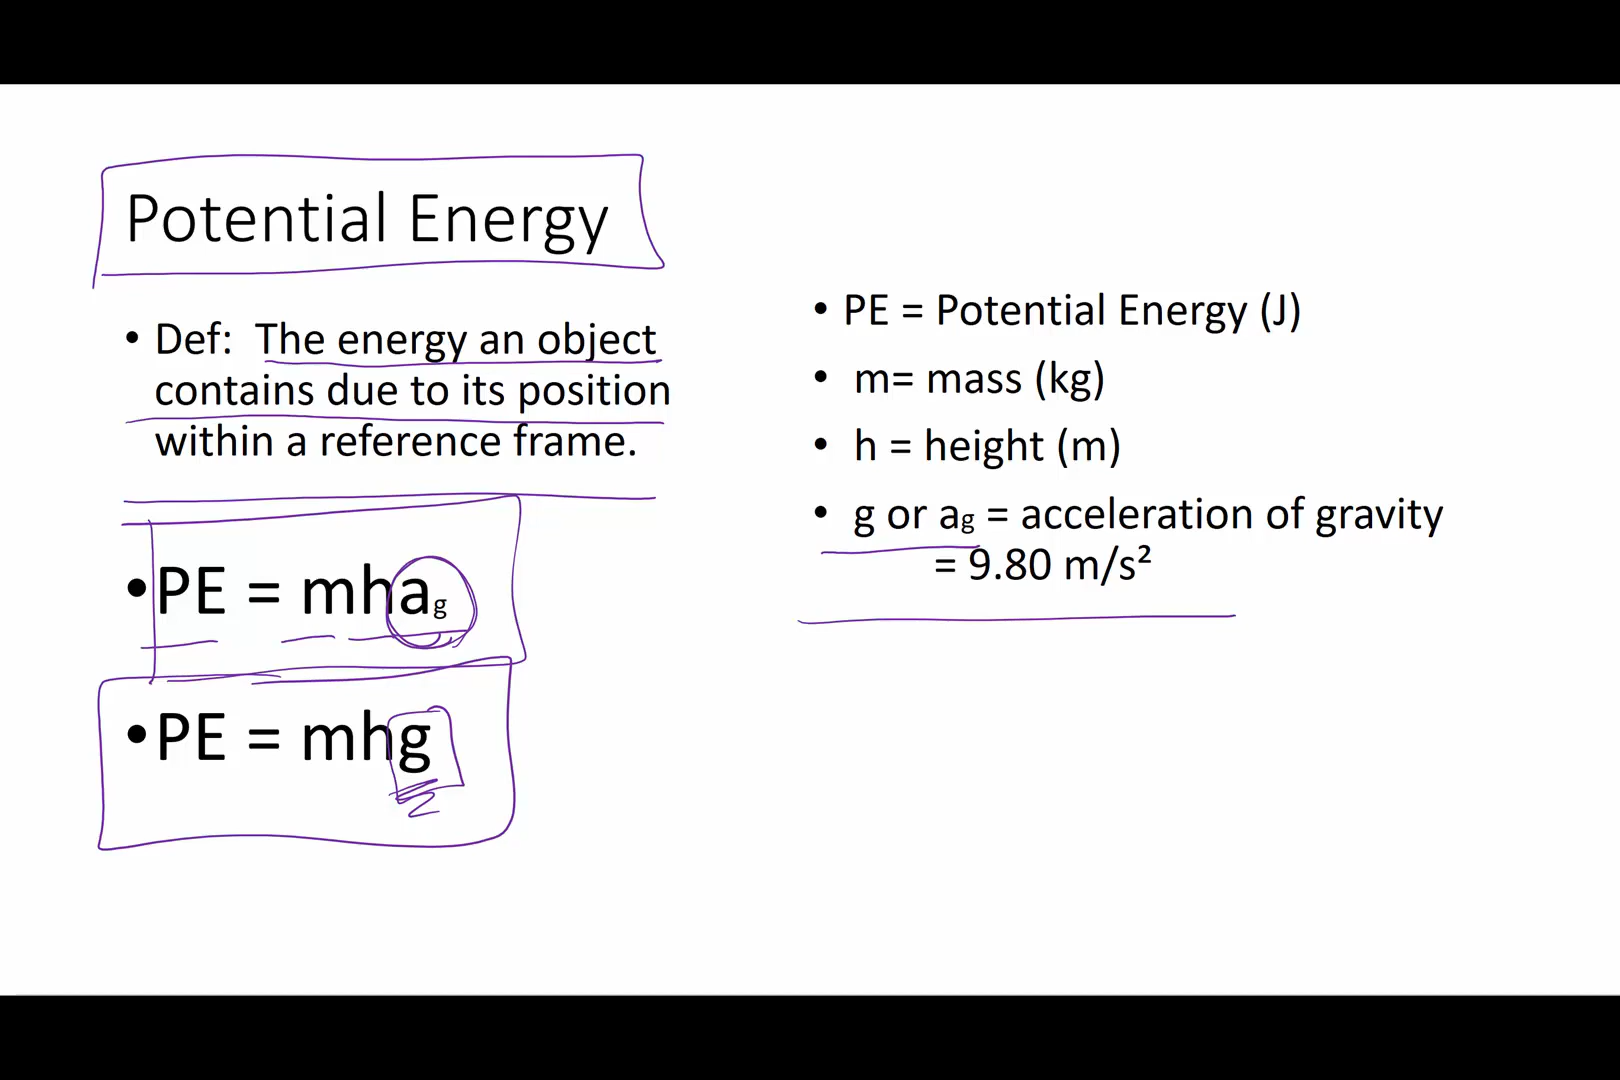 Potential Energy
• Def: The energy an object
contains due to its position
within a reference frame.
•PE = mhag
•PE = mhg
• PE = Potential Energy (J)
• m= mass (kg)
• h = height (m)
• g or ag = acceleration of gravity
= 9.80 m/s²